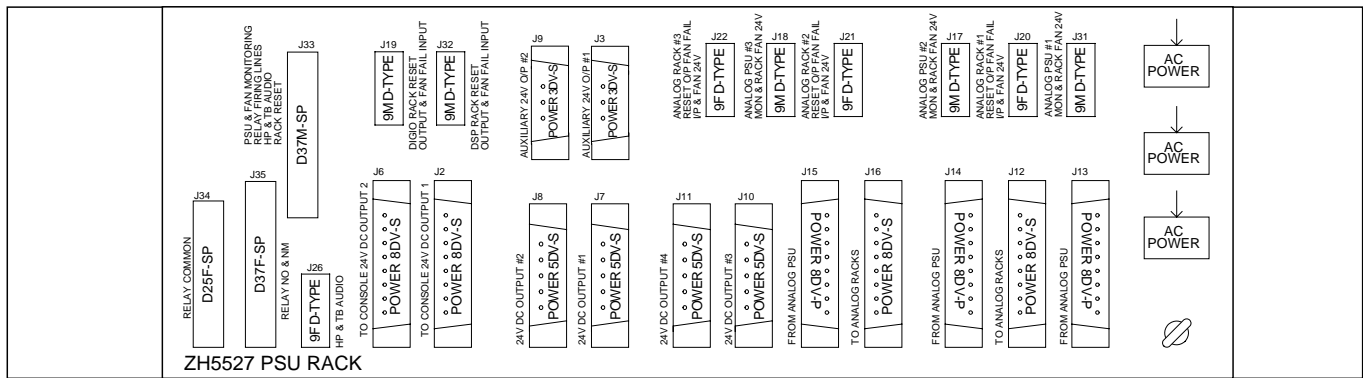 J33
PSU & FAN MONITORING
RELAY FIRING LINES
HP & TB AUDIO
RACK RESET
D37M-SP
J19
9M D-TYPE
DIGIO RACK RESET
OUTPUT & FAN FAIL INPUT
J32
9M D-TYPE
DSP RACK RESET
OUTPUT & FAN FAIL INPUT
J9
AUXILIARY 24V O/P #2
POWER 3DV-S
J3
AUXILIARY 24V O/P #1
POWER 3DV-S
J22
ANALOG RACK #3
RESET O/P FAN FAIL
I/P & FAN 24V
9F D-TYPE
J18
ANALOG PSU #3
MON & RACK FAN 24V
9M D-TYPE
J21
ANALOG RACK #2
RESET O/P FAN FAIL
I/P & FAN 24V
9F D-TYPE
J17
ANALOG PSU #2
MON & RACK FAN 24V
9M D-TYPE
J20
ANALOG RACK #1
RESET O/P FAN FAIL
I/P & FAN 24V
9F D-TYPE
J31
ANALOG PSU #1
MON & RACK FAN 24V
9M D-TYPE
AC
POWER
AC
POWER
AC
POWER
J34
RELAY COMMON
D25F-SP
J35
D37F-SP
RELAY NO & NM
J26
9F D-TYPE
HP & TB AUDIO
J6
TO CONSOLE 24V DC OUTPUT 2
POWER 8DV-S
J2
TO CONSOLE 24V DC OUTPUT 1
POWER 8DV-S
J8
24V DC OUTPUT #2
POWER 5DV-S
J7
24V DC OUTPUT #1
POWER 5DV-S
J11
24V DC OUTPUT #4
POWER 5DV-S
J10
24V DC OUTPUT #3
POWER 5DV-S
J15
FROM ANALOG PSU
POWER 8DV-P
J16
TO ANALOG RACKS
POWER 8DV-S
J14
FROM ANALOG PSU
POWER 8DV-P
J12
TO ANALOG RACKS
POWER 8DV-S
J13
FROM ANALOG PSU
POWER 8DV-P
ZH5527 PSU RACK